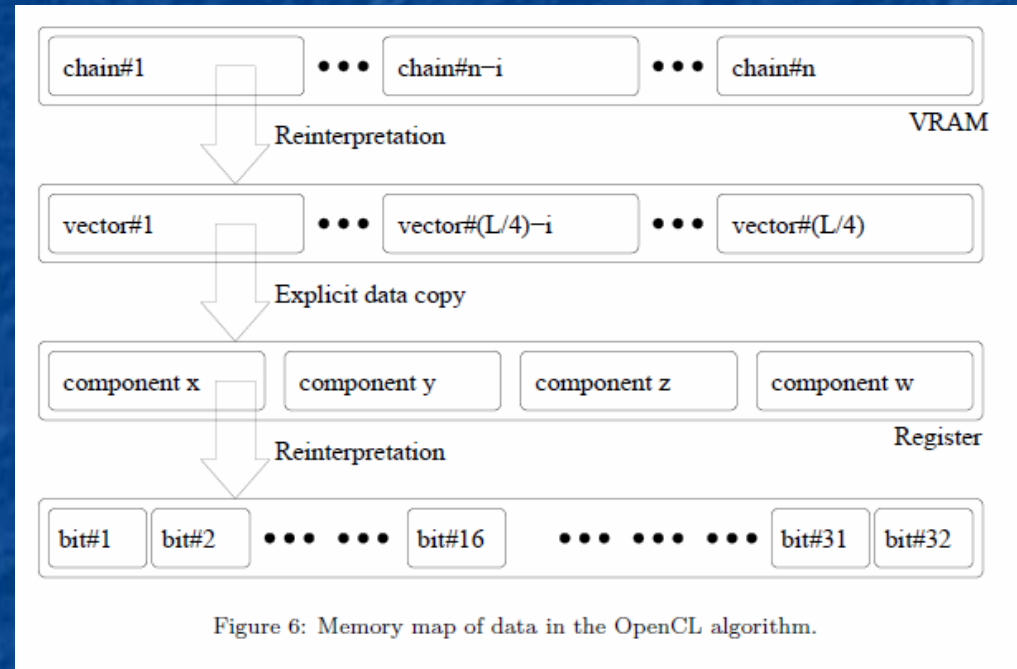 chain#1 ••• chain#n−i ••• chain#n
VRAM
Reinterpretation
vector#1 ••• vector#(L/4)−i ••• vector#(L/4)
Explicit data copy
component x component y component z component w
Register
Reinterpretation
bit#1 bit#2 ••• ••• bit#16 ••• ••• ••• bit#31 bit#32
Figure 6: Memory map of data in the OpenCL algorithm.